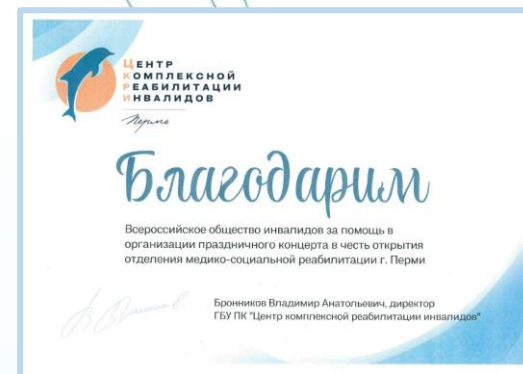 ЦЕНТР
КОМПЛЕКСНОЙ
РЕАБИЛИТАЦИИ
ИНВАЛИДОВ
Пермь
Благодарим
Всероссийское общество инвалидов за помощь в
организации праздничного концерта в честь открытия
отделения медико-социальной реабилитации г. Перми
Бронников Владимир Анатольевич, директор
ГБУ ПК "Центр комплексной реабилитации инвалидов"